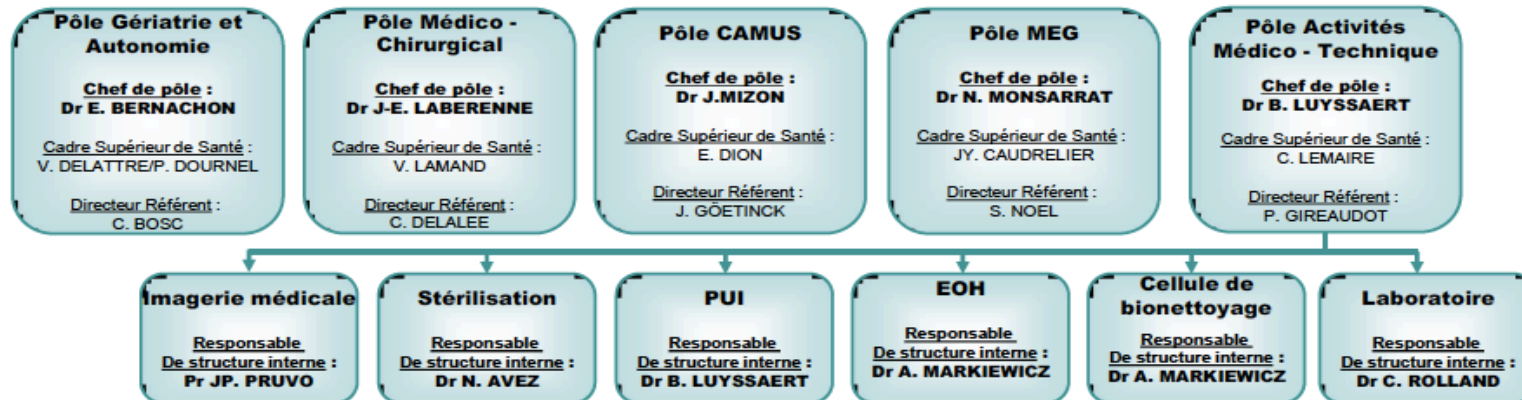 Pôle Gériatrie et
Autonomie
Chef de pôle :
Dr E. BERNACHON
Cadre Supérieur de Santé :
V. DELATTRE/P. DOURNEL
Directeur Référent :
C. BOSC
Pôle Médico -
Chirurgical
Chef de pôle :
Dr J-E. LABERENNE
Cadre Supérieur de Santé :
V. LAMAND
Directeur Référent :
C. DELALEE
Pôle CAMUS
Chef de pôle :
Dr J.MIZON
Cadre Supérieur de Santé :
E. DION
Directeur Référent :
J. GÖETINCK
Pôle MEG
Chef de pôle :
Dr N. MONSARRAT
Cadre Supérieur de Santé :
JY. CAUDRELIER
Directeur Référent :
S. NOEL
Pôle Activités
Médico - Technique
Chef de pôle :
Dr B. LUYSSAERT
Cadre Supérieur de Santé :
C. LEMAIRE
Directeur Référent :
P. GIREAUDOT
Imagerie médicale
Responsable
De structure interne :
Pr JP. PRUVO
Stérilisation
Responsable
De structure interne :
Dr N. AVEZ
PUI
Responsable
De structure interne :
Dr B. LUYSSAERT
EOH
Responsable
De structure interne :
Dr A. MARKIEWICZ
Cellule de
bionettoyage
Responsable
De structure interne :
Dr A. MARKIEWICZ
Laboratoire
Responsable
De structure interne :
Dr C. ROLLAND